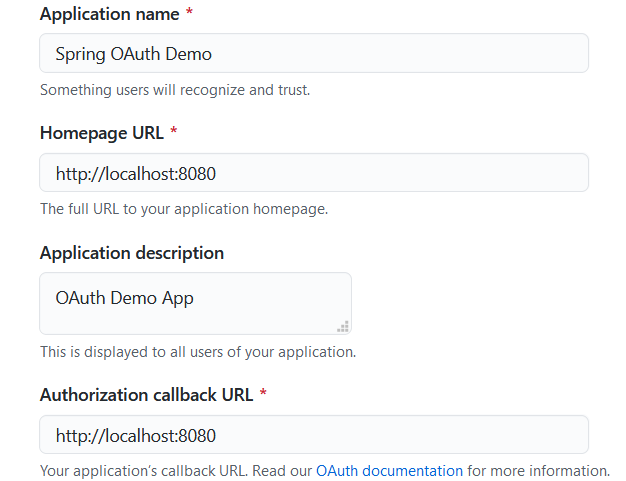 Application name *
Spring OAuth Demo
Something users will recognize and trust.
Homepage URL *
http://localhost:8080
The full URL to your application homepage.
Application description
OAuth Demo App
This is displayed to all users of your application.
Authorization callback URL *
http://localhost:8080
Your application's callback URL. Read our OAuth documentation for more information.